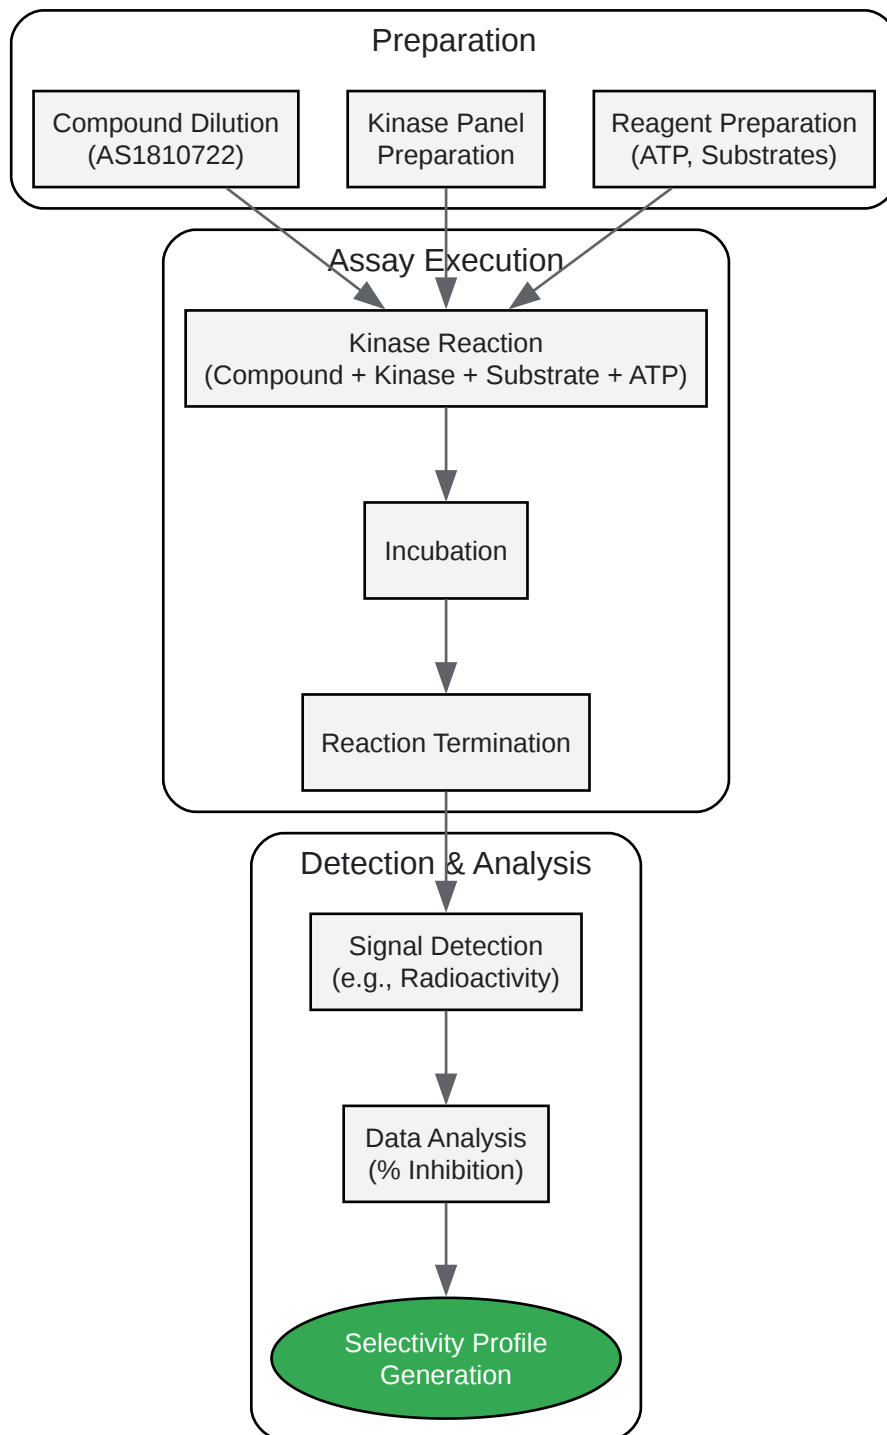 Preparation
Compound Dilution
(AS1810722)
Kinase Panel
Preparation
Reagent Preparation
(ATP, Substrates)
Assay Execution
Kinase Reaction
(Compound + Kinase + Substrate + ATP)
Incubation
Reaction Termination
Detection & Analysis
Signal Detection
(e.g., Radioactivity)
Data Analysis
(% Inhibition)
Selectivity Profile
Generation